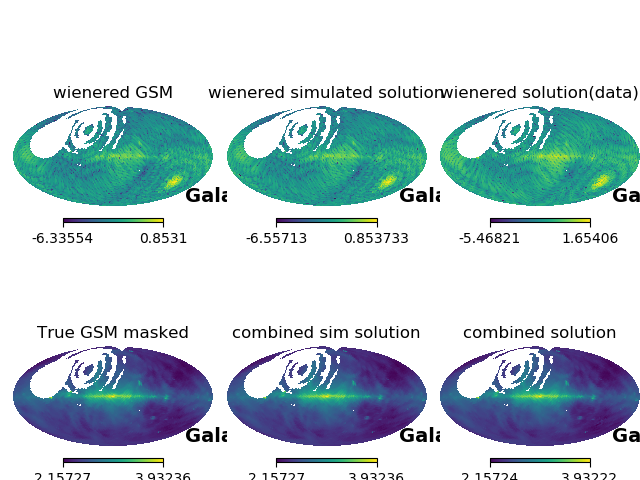 wienered GSM wienered simulated solution wienered solution(data)
Gala Gala Ga
-6.33554 0.8531 -6.55713 0.853733 -5.46821 1.65406
True GSM masked combined sim solution combined solution
Gala Gala Ga
2.15727 3.93236 2.15727 3.93236 2.15724 3.93222